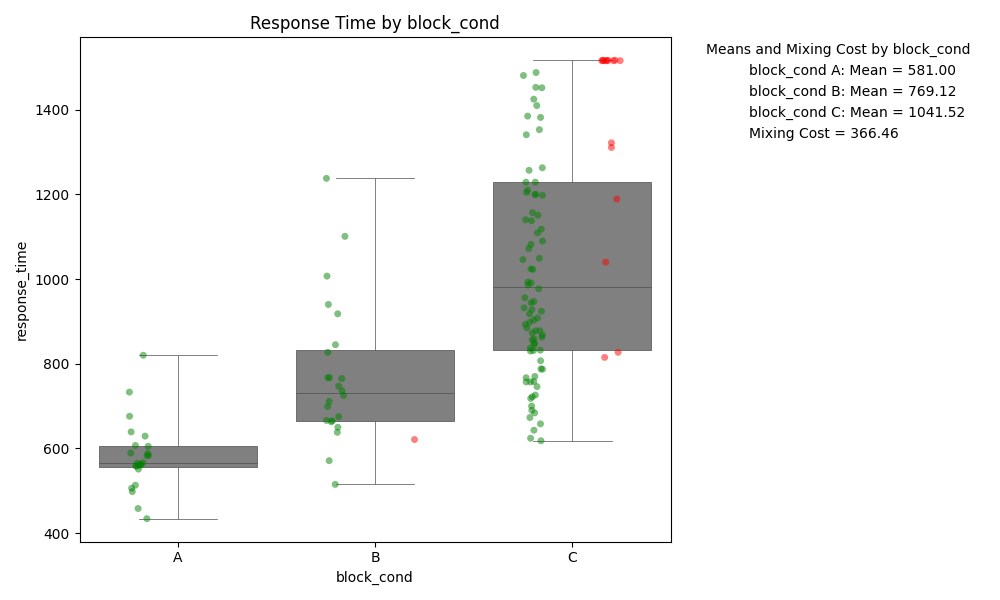 Response Time by block_cond
Means and Mixing Cost by block_cond
block_cond A: Mean = 581.00
block_cond B: Mean = 769.12
block_cond C: Mean = 1041.52
Mixing Cost = 366.46
response_time
1400
1200
1000
800
600
400
A
B
C
block_cond